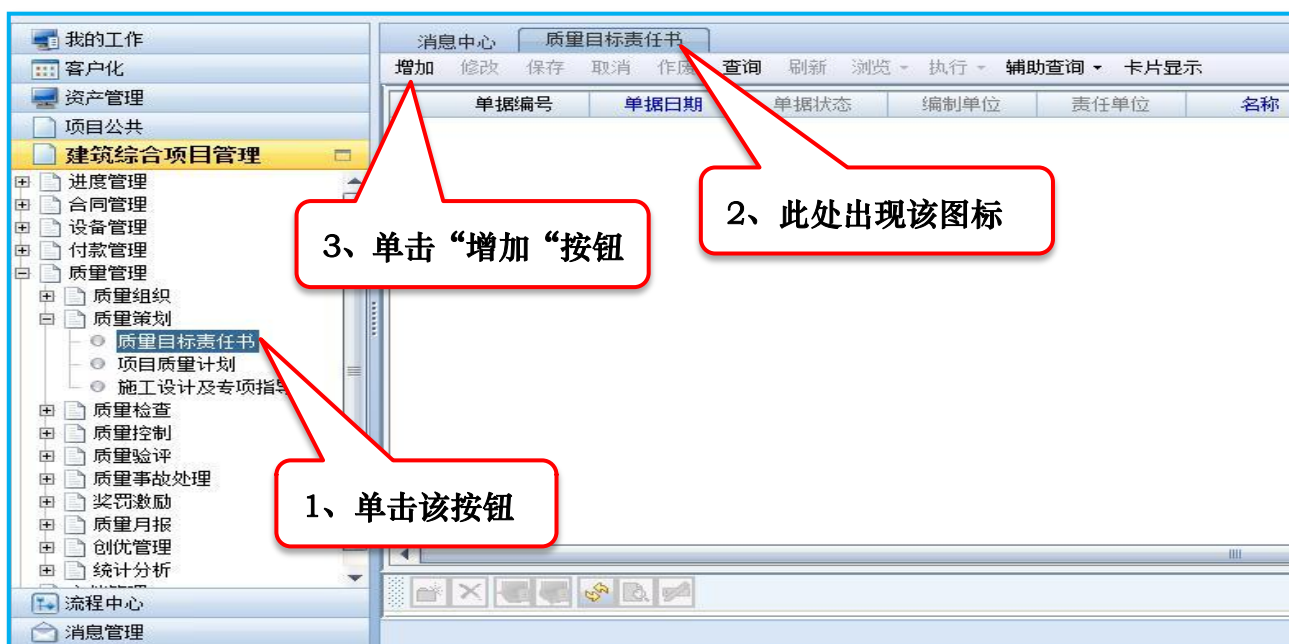 我的工作
客户化
资产管理
项目公共
建筑综合项目管理
进度管理
合同管理
设备管理
付款管理
质量管理
质量组织
质量策划
质量目标责任书
项目质量计划
施工设计及专项指导
质量检查
质量控制
质量验评
质量事故处理
奖罚激励
质量月报
创优管理
统计分析
流程中心
消息管理
消息中心 质量目标责任书
增加 修改 保存 取消 作废 查询 刷新 浏览 执行 辅助查询 卡片显示
单据编号 单据日期 单据状态 编制单位 责任单位 名称
3、单击“增加“按钮
2、此处出现该图标
1、单击该按钮